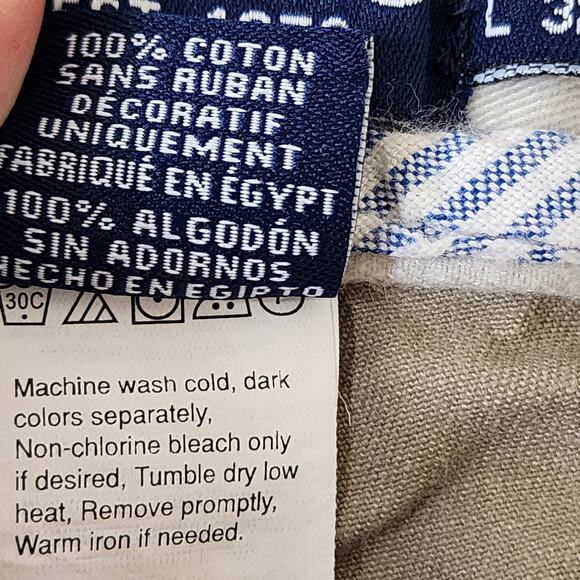 L 3
100% COTON
SANS RUBAN
DÉCORATIF
UNIQUEMENT
FABRIQUÉ EN ÉGYPT
100% ALGODÓN
SIN ADORNOS
HECHO EN EGIPTO
30C
Machine wash cold, dark
colors separately,
Non-chlorine bleach only
if desired, Tumble dry low
heat, Remove promptly,
Warm iron if needed.